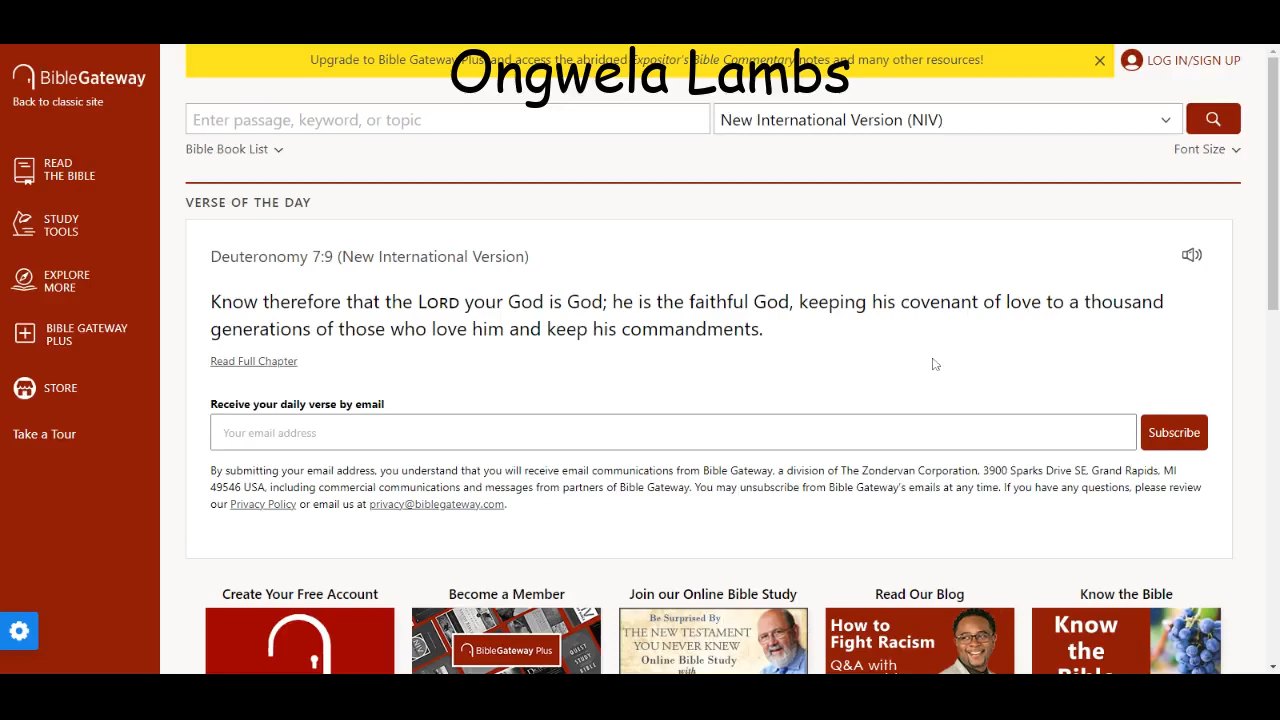 Ongwela Lambs
Upgrade to Bible Gateway Plus and access the abridged Expositor's Bible Commentary notes and many other resources!
LOG IN/SIGN UP
BibleGateway
Back to classic site
Enter passage, keyword, or topic
New International Version (NIV)
Bible Book List
Font Size
READ
THE BIBLE
STUDY
TOOLS
EXPLORE
MORE
BIBLE GATEWAY
PLUS
STORE
Take a Tour
VERSE OF THE DAY
Deuteronomy 7:9 (New International Version)
Know therefore that the LORD your God is God; he is the faithful God, keeping his covenant of love to a thousand
generations of those who love him and keep his commandments.
Read Full Chapter
Receive your daily verse by email
Your email address
Subscribe
By submitting your email address, you understand that you will receive email communications from Bible Gateway, a division of The Zondervan Corporation, 3900 Sparks Drive SE, Grand Rapids, MI
49546 USA, including commercial communications and messages from partners of Bible Gateway. You may unsubscribe from Bible Gateway's emails at any time. If you have any questions, please review
our Privacy Policy or email us at privacy@biblegateway.com.
Create Your Free Account
Become a Member
Join our Online Bible Study
Read Our Blog
Know the Bible
BibleGateway Plus
Be Surprised By
THE NEW TESTAMENT
YOU NEVER KNEW
Online Bible Study
with
How to
Fight Racism
Q&A with
Know
the
Bible